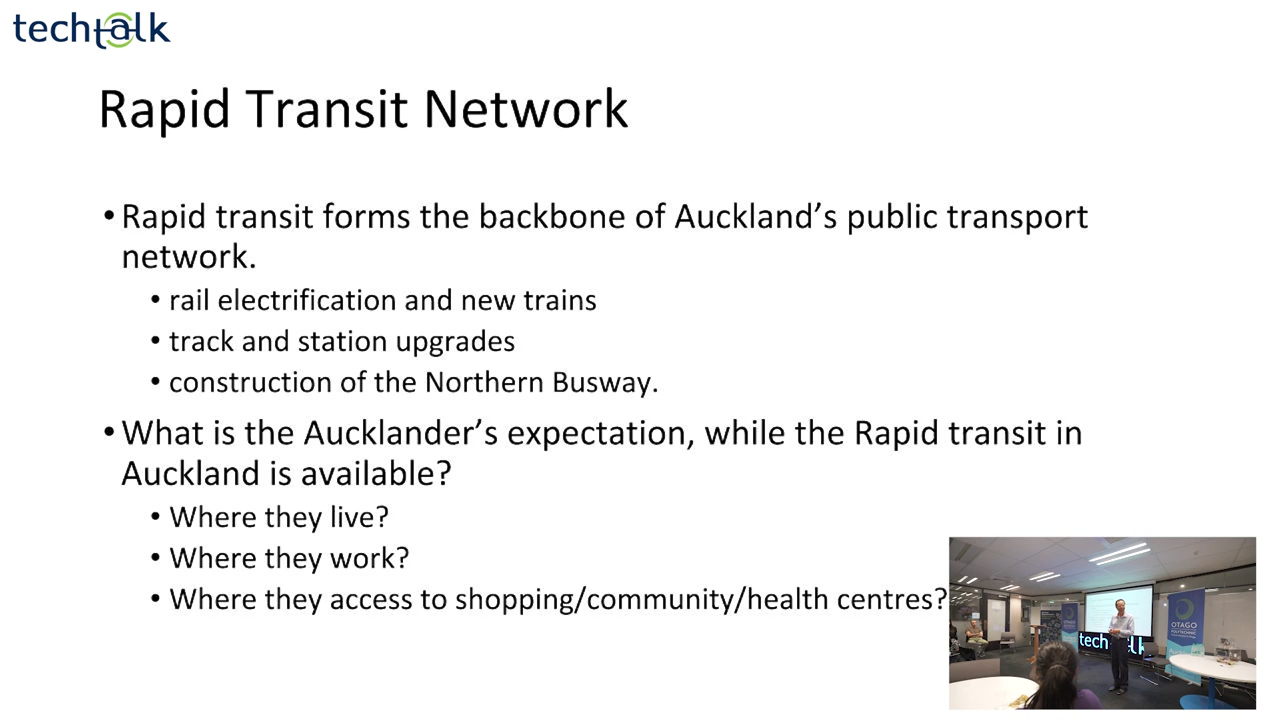 techtalk
Rapid Transit Network
• Rapid transit forms the backbone of Auckland’s public transport
network.
• rail electrification and new trains
• track and station upgrades
• construction of the Northern Busway.
• What is the Aucklander’s expectation, while the Rapid transit in
Auckland is available?
• Where they live?
• Where they work?
• Where they access to shopping/community/health centres?
OTAGO
POLYTECHNIC
tech lk